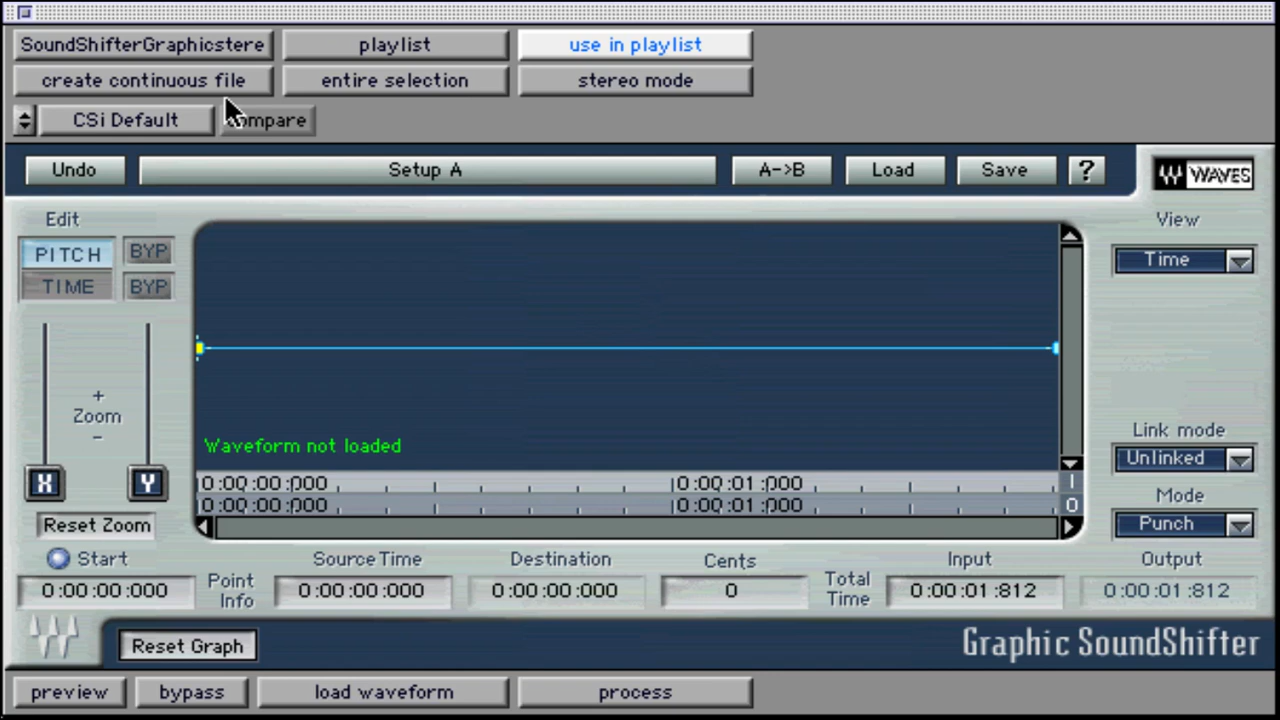 SoundShifterGraphicstere playlist use in playlist
create continuous file entire selection stereo mode
CSi Default ompare
Undo Setup A A->B Load Save ? WAVES
Edit View
PITCH BYP Time
TIME BYP
+
Zoom
-
Waveform not loaded
Link mode
Unlinked
X Y 0:00:00:000 0:00:01:000 I
0:00:00:000 0:00:01:000 O
Mode
Reset Zoom Punch
Start Source Time Destination Cents Input Output
0:00:00:000 Point Info 0:00:00:000 0:00:00:000 0 Total Time 0:00:01:812 0:00:01:812
Reset Graph Graphic SoundShifter
preview bypass load waveform process